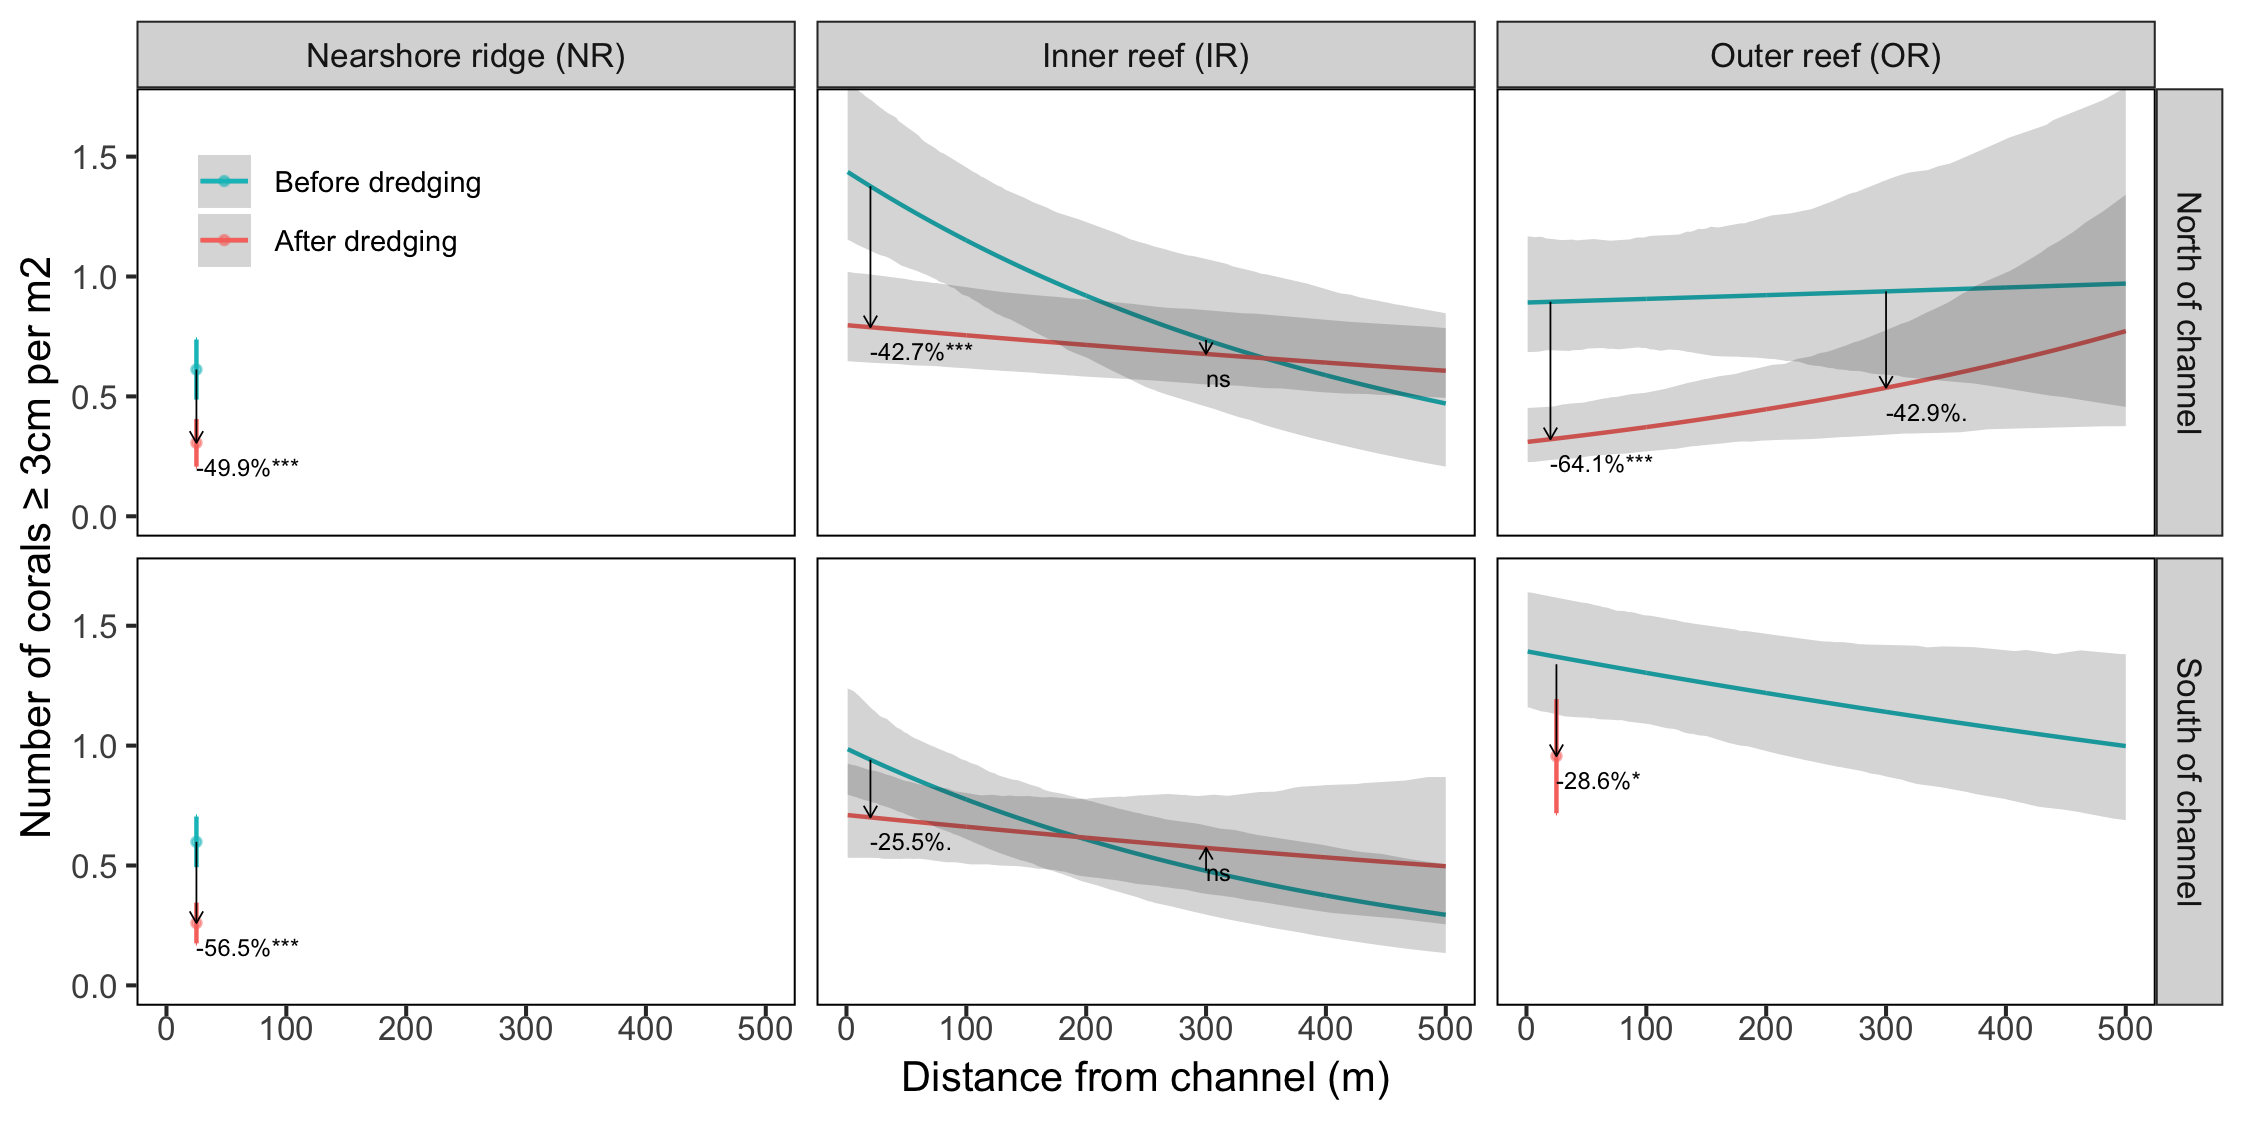 Nearshore ridge (NR)
Inner reef (IR)
Outer reef (OR)
Number of corals ≥ 3cm per m2
1.5
1.0
0.5
0.0
Before dredging
After dredging
-49.9%***
-42.7%***
ns
-64.1%***
-42.9%.
North of channel
1.5
1.0
0.5
0.0
-56.5%***
-25.5%.
ns
-28.6%*
South of channel
0 100 200 300 400 500
0 100 200 300 400 500
0 100 200 300 400 500
Distance from channel (m)